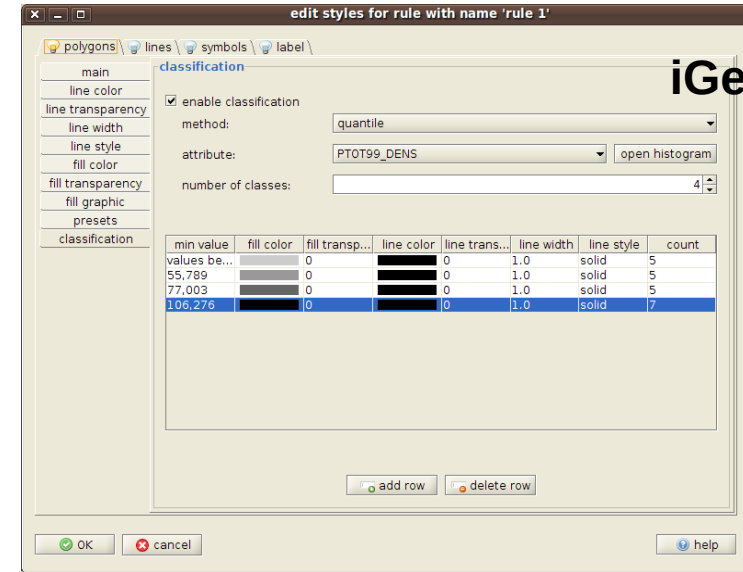 edit styles for rule with name 'rule 1'
polygons lines symbols label
main
line color
line transparency
line width
line style
fill color
fill transparency
fill graphic
presets
classification
classification
iGe
enable classification
method: quantile
attribute: PTOT99_DENS open histogram
number of classes: 4
min value fill color fill transp... line color line trans... line width line style count
values be... 0 0 1.0 solid 5
55,789 0 0 1.0 solid 5
77,003 0 0 1.0 solid 5
106,276 0 0 1.0 solid 7
add row delete row
OK cancel help